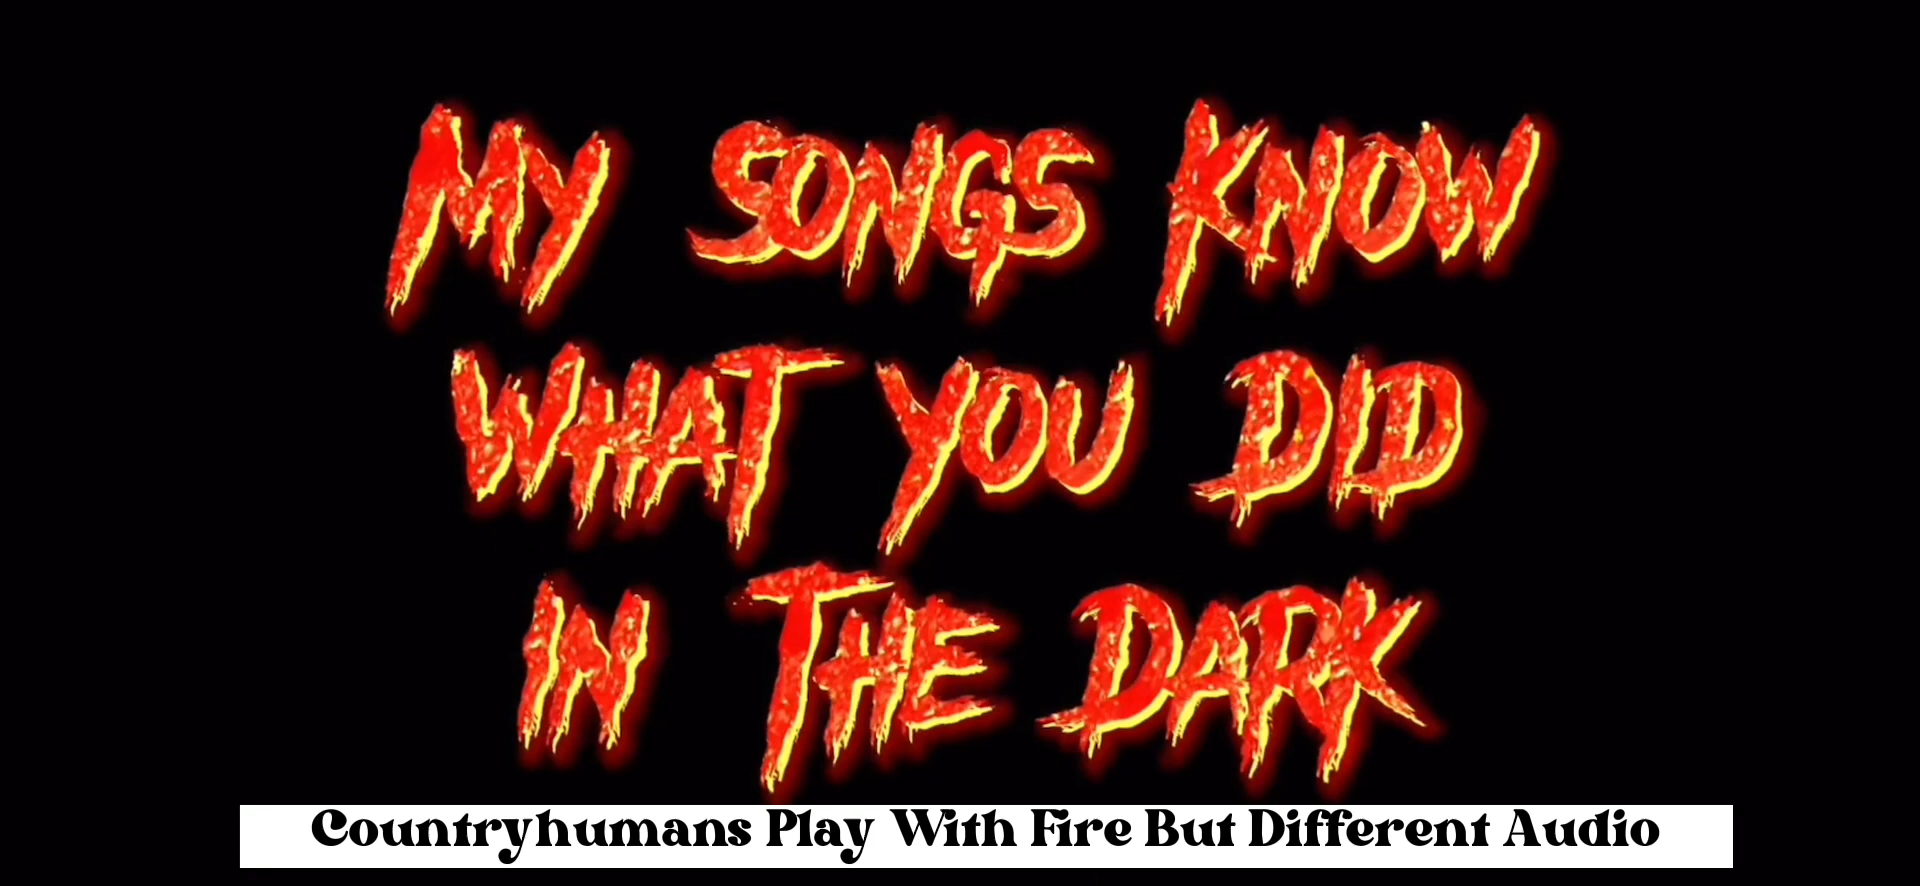 My Songs Know
What You Did
In The Dark
Countryhumans Play With Fire But Different Audio